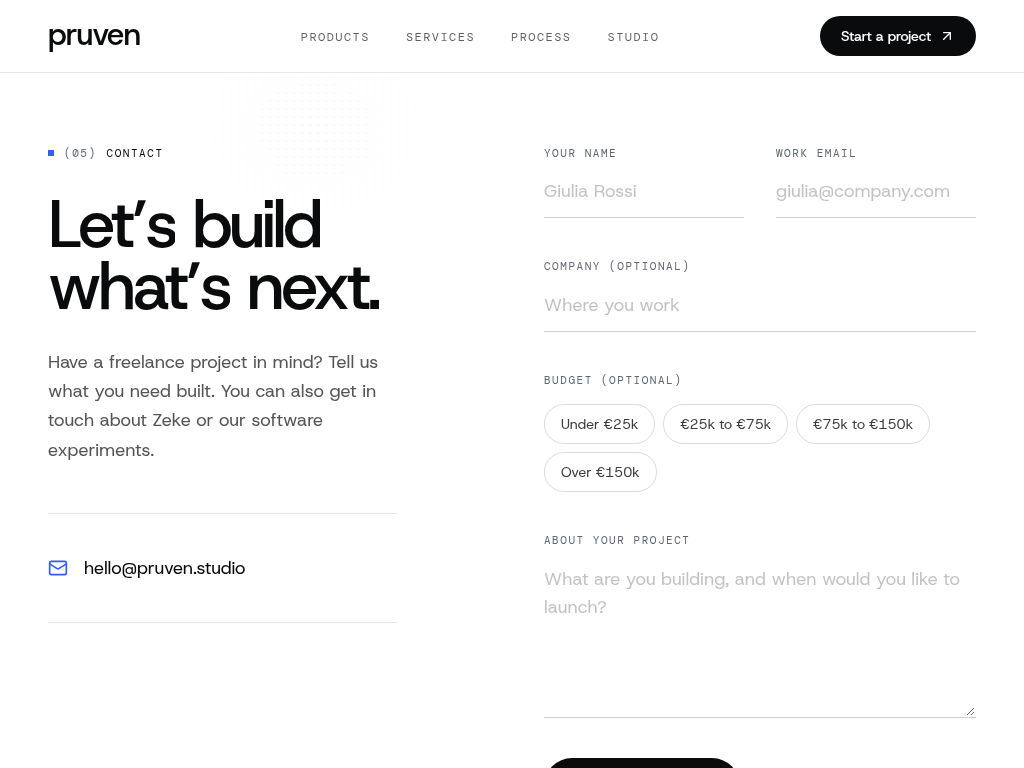 pruven
PRODUCTS
SERVICES
PROCESS
STUDIO
Start a project
(05) CONTACT
Let’s build
what’s next.
Have a freelance project in mind? Tell us
what you need built. You can also get in
touch about Zeke or our software
experiments.
hello@pruven.studio
YOUR NAME
Giulia Rossi
WORK EMAIL
giulia@company.com
COMPANY (OPTIONAL)
Where you work
BUDGET (OPTIONAL)
Under €25k
€25k to €75k
€75k to €150k
Over €150k
ABOUT YOUR PROJECT
What are you building, and when would you like to
launch?